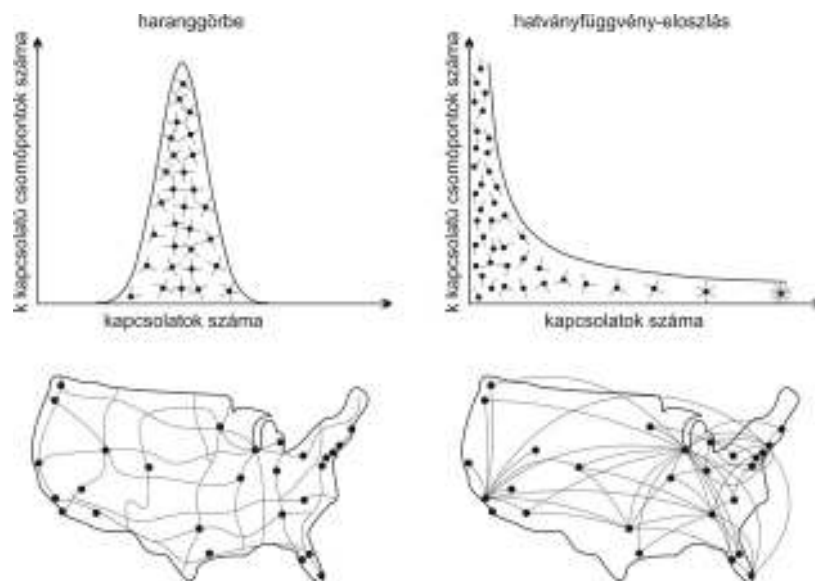 haranggörbe
hatványfüggvény-eloszlás
k kapcsolatú csomópontok száma
k kapcsolatú csomópontok száma
kapcsolatok száma
kapcsolatok száma